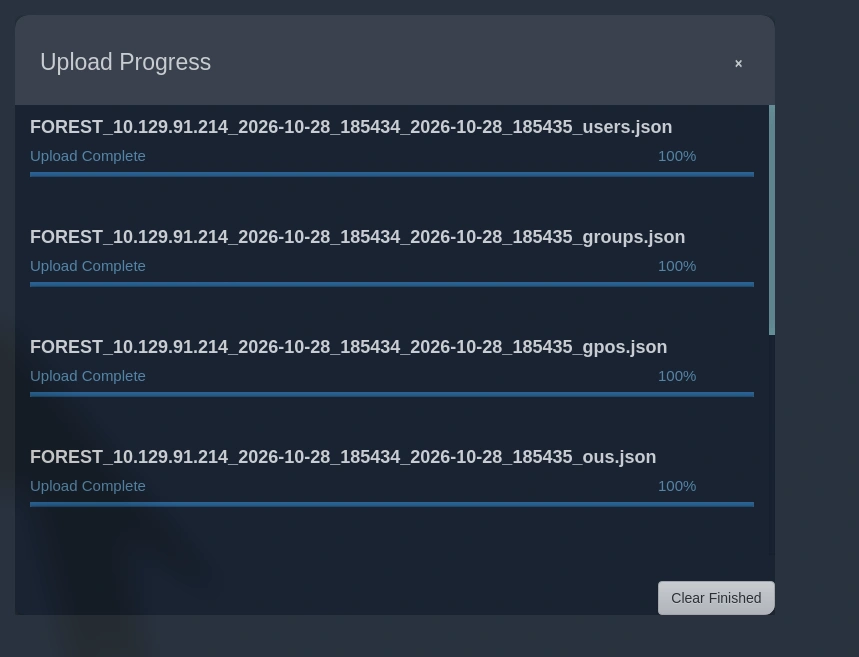 Upload Progress
×
FOREST_10.129.91.214_2026-10-28_185434_2026-10-28_185435_users.json
Upload Complete 100%
FOREST_10.129.91.214_2026-10-28_185434_2026-10-28_185435_groups.json
Upload Complete 100%
FOREST_10.129.91.214_2026-10-28_185434_2026-10-28_185435_gpos.json
Upload Complete 100%
FOREST_10.129.91.214_2026-10-28_185434_2026-10-28_185435_ous.json
Upload Complete 100%
Clear Finished